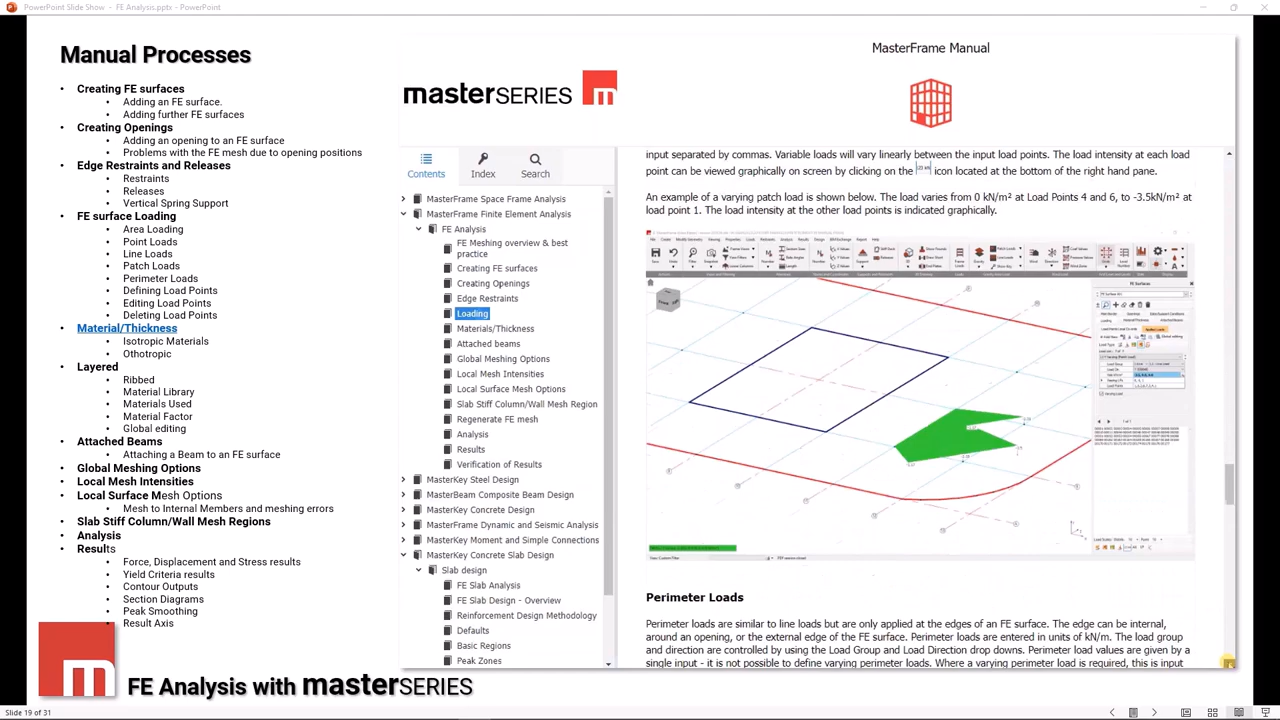 PowerPoint Slide Show - FE Analysis.pptx - PowerPoint
Manual Processes
• Creating FE surfaces
• Adding an FE surface.
• Adding further FE surfaces
• Creating Openings
• Adding an opening to an FE surface
• Problems with the FE mesh due to opening positions
• Edge Restraints and Releases
• Restraints
• Releases
• Vertical Spring Support
• FE surface Loading
• Area Loading
• Point Loads
• Line Loads
• Patch Loads
• Perimeter Loads
• Defining Load Points
• Editing Load Points
• Deleting Load Points
• Material/Thickness
• Isotropic Materials
• Othotropic
• Layered
• Ribbed
• Material Library
• Materials Used
• Material Factor
• Global editing
• Attached Beams
• Attaching a Beam to an FE surface
• Global Meshing Options
• Local Mesh Intensities
• Local Surface Mesh Options
• Mesh to Internal Members and meshing errors
• Slab Stiff Column/Wall Mesh Regions
• Analysis
• Results
• Force, Displacement and Stress results
• Yield Criteria results
• Contour Outputs
• Section Diagrams
• Peak Smoothing
• Result Axis
m
FE Analysis with masterSERIES
masterSERIES m
MasterFrame Manual
Contents Index Search
MasterFrame Space Frame Analysis
MasterFrame Finite Element Analysis
FE Analysis
FE Meshing overview & best
practice
Creating FE surfaces
Creating Openings
Edge Restraints
Loading
Materials/Thickness
Attached beams
Global Meshing Options
Local Mesh Intensities
Local Surface Mesh Options
Slab Stiff Column/Wall Mesh Region
Regenerate FE mesh
Analysis
Results
Verification of Results
MasterKey Steel Design
MasterBeam Composite Beam Design
MasterKey Concrete Design
MasterFrame Dynamic and Seismic Analysis
MasterKey Moment and Simple Connections
MasterKey Concrete Slab Design
Slab design
FE Slab Analysis
FE Slab Design - Overview
Reinforcement Design Methodology
Defaults
Basic Regions
Peak Zones
input separated by commas. Variable loads will vary linearly between the input load points. The load intensity at each load
point can be viewed graphically on screen by clicking on the icon located at the bottom of the right hand pane.
An example of a varying patch load is shown below. The load varies from 0 kN/m² at Load Points 4 and 6, to -3.5kN/m² at
load point 1. The load intensity at the other load points is indicated graphically.
Perimeter Loads
Perimeter loads are similar to line loads but are only applied at the edges of an FE surface. The edge can be internal,
around an opening, or the external edge of the FE surface. Perimeter loads are entered in units of kN/m. The load group
and direction are controlled by using the Load Group and Load Direction drop downs. Perimeter Load values are given by a
single input - it is not possible to define varying perimeter loads. Where a varying perimeter load is required, this is input
Slide 19 of 31